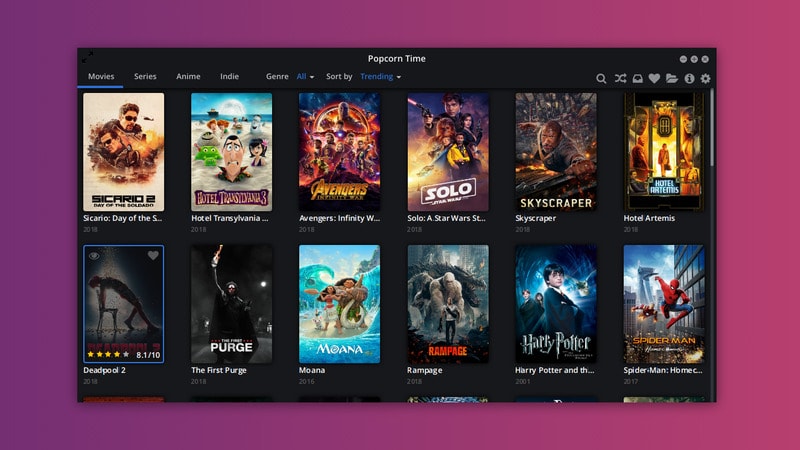 Popcorn Time
Movies Series Anime Indie Genre All Sort by Trending
SICARIO 2
DAY OF THE SOLDADO
HOTEL TRANSYLVANIA 3
AVENGERS
INFINITY WAR
SOLO
A STAR WARS STORY
SKYSCRAPER
HOTEL
ARTEMIS
Sicario: Day of the S...
Hotel Transylvania ...
Avengers: Infinity W...
Solo: A Star Wars St...
Skyscraper
Hotel Artemis
2018
2018
2018
2018
2018
2018
8.1/10
THE FIRST
PURGE
MOANA
RAMPAGE
Harry Potter
SPIDER-MAN
HOMECOMING
Deadpool 2
The First Purge
Moana
Rampage
Harry Potter and th...
Spider-Man: Homec...
2018
2018
2016
2018
2001
2017